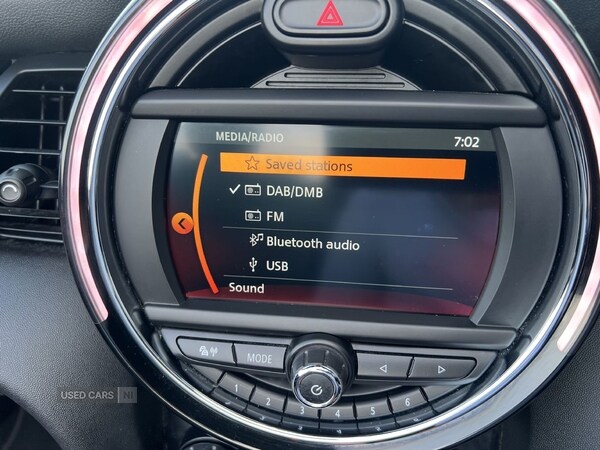 MEDIA/RADIO 7:02
Saved stations
DAB/DMB
FM
Bluetooth audio
USB
Sound
MODE
1 2 3 4 5 6
USED CARS NI